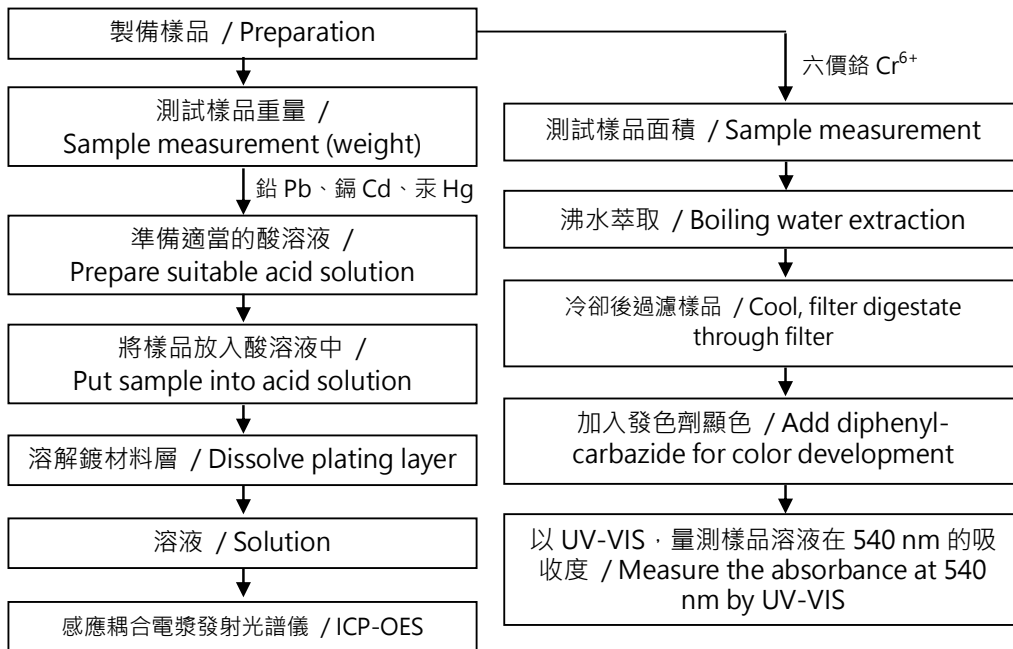 製備樣品 / Preparation
測試樣品重量 /
Sample measurement (weight)
鉛 Pb、鎘 Cd、汞 Hg
準備適當的酸溶液 /
Prepare suitable acid solution
將樣品放入酸溶液中 /
Put sample into acid solution
溶解鍍材料層 / Dissolve plating layer
溶液 / Solution
感應耦合電漿發射光譜儀 / ICP-OES
六價鉻 Cr⁶⁺
測試樣品面積 / Sample measurement
沸水萃取 / Boiling water extraction
冷卻後過濾樣品 / Cool, filter digestate
through filter
加入發色劑顯色 / Add diphenyl-
carbazide for color development
以 UV-VIS，量測樣品溶液在 540 nm 的吸
收度 / Measure the absorbance at 540
nm by UV-VIS